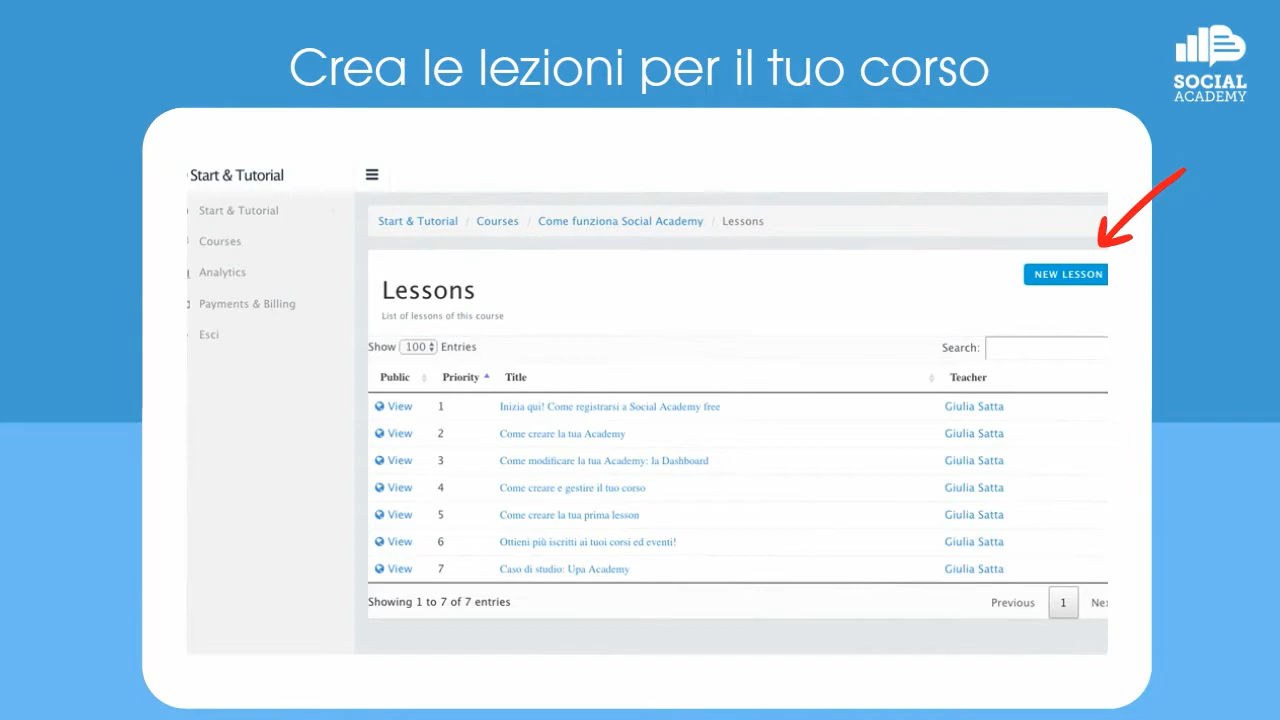 Crea le lezioni per il tuo corso
SOCIAL
ACADEMY
Start & Tutorial
Start & Tutorial
Courses
Analytics
Payments & Billing
Esci
Start & Tutorial / Courses / Come funziona Social Academy / Lessons
NEW LESSON
Lessons
List of lessons of this course
Show 100 Entries Search:
Public Priority Title Teacher
View 1 Inizia qui! Come registrarsi a Social Academy free Giulia Satta
View 2 Come creare la tua Academy Giulia Satta
View 3 Come modificare la tua Academy: la Dashboard Giulia Satta
View 4 Come creare e gestire il tuo corso Giulia Satta
View 5 Come creare la tua prima lesson Giulia Satta
View 6 Ottieni più iscritti ai tuoi corsi ed eventi! Giulia Satta
View 7 Caso di studio: Upa Academy Giulia Satta
Showing 1 to 7 of 7 entries Previous 1